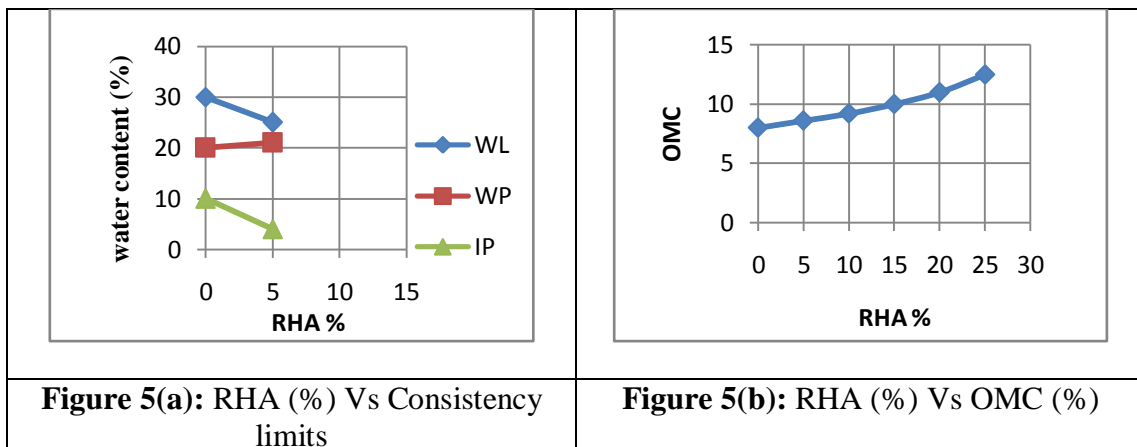 40
30
20
10
0
water content (%)
0 5 10 15
RHA %
WL
WP
IP
15
10
5
0
OMC
0 5 10 15 20 25 30
RHA %
Figure 5(a): RHA (%) Vs Consistency
limits
Figure 5(b): RHA (%) Vs OMC (%)